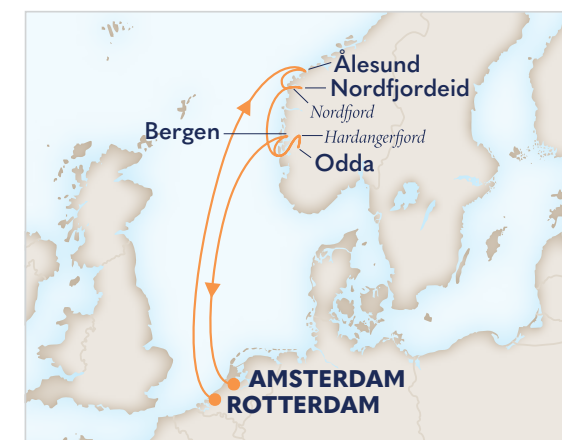 Ålesund
Nordfjordeid
Nordfjord
Bergen
Hardangerfjord
Odda
AMSTERDAM
ROTTERDAM